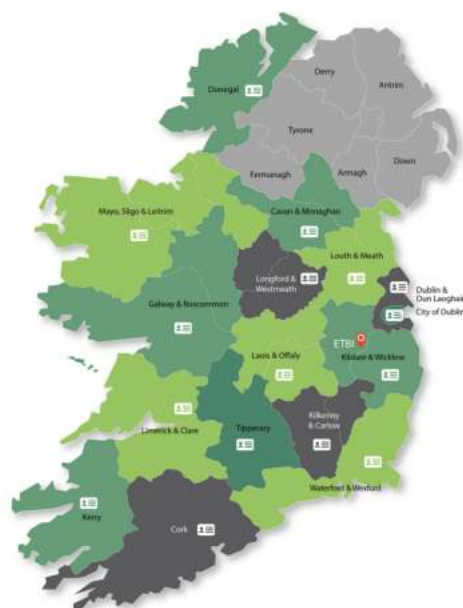 Derry
Donegal
Antrim
Tyrone
Down
Fermanagh
Armagh
Mayo, Sligo & Leitrim
Cavan & Monaghan
Louth & Meath
Longford &
Westmeath
Dublin &
Dun Laoghair
City of Dublin
Galway & Roscommon
ETBI
Laois & Offaly
Kildare & Wicklow
Kilkenny
& Carlow
Limerick & Clare
Tipperary
Waterford & Wexford
Kerry
Cork